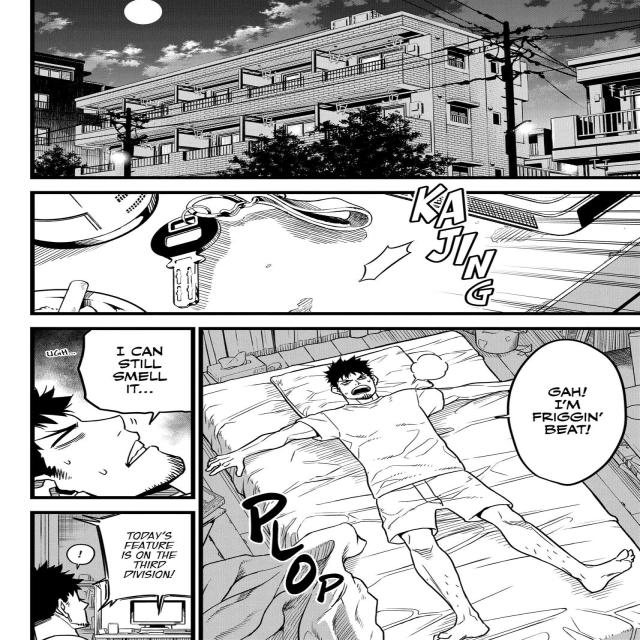 KAJING
GAH!
I'M
FRIGGIN'
BEAT!
PLOP
UGH...
I CAN
STILL
SMELL
IT...
!
TODAY'S
FEATURE
IS ON THE
THIRD
DIVISION!